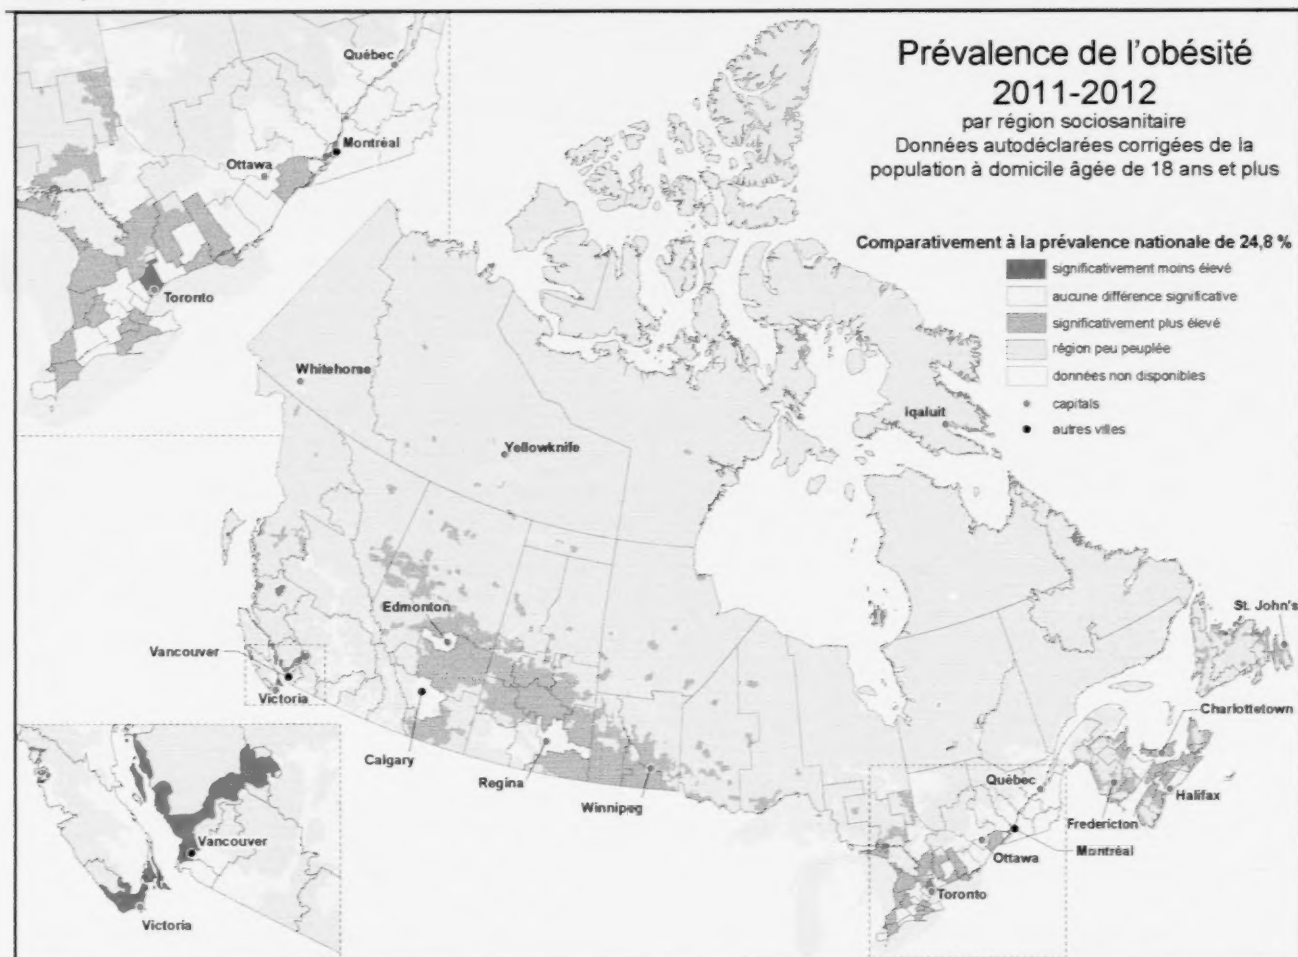 Prévalence de l'obésité
2011-2012
par région sociosanitaire
Données autodéclarées corrigées de la
population à domicile âgée de 18 ans et plus
Comparativement à la prévalence nationale de 24,8 %
significativement moins élevé
aucune différence significative
significativement plus élevé
région peu peuplée
données non disponibles
capitals
autres villes
Québec
Montréal
Ottawa
Toronto
Whitehorse
Yellowknife
Iqaluit
Edmonton
Vancouver
Victoria
Calgary
Regina
Winnipeg
St. John's
Charlottetown
Québec
Halifax
Fredericton
Montréal
Ottawa
Toronto
Vancouver
Victoria